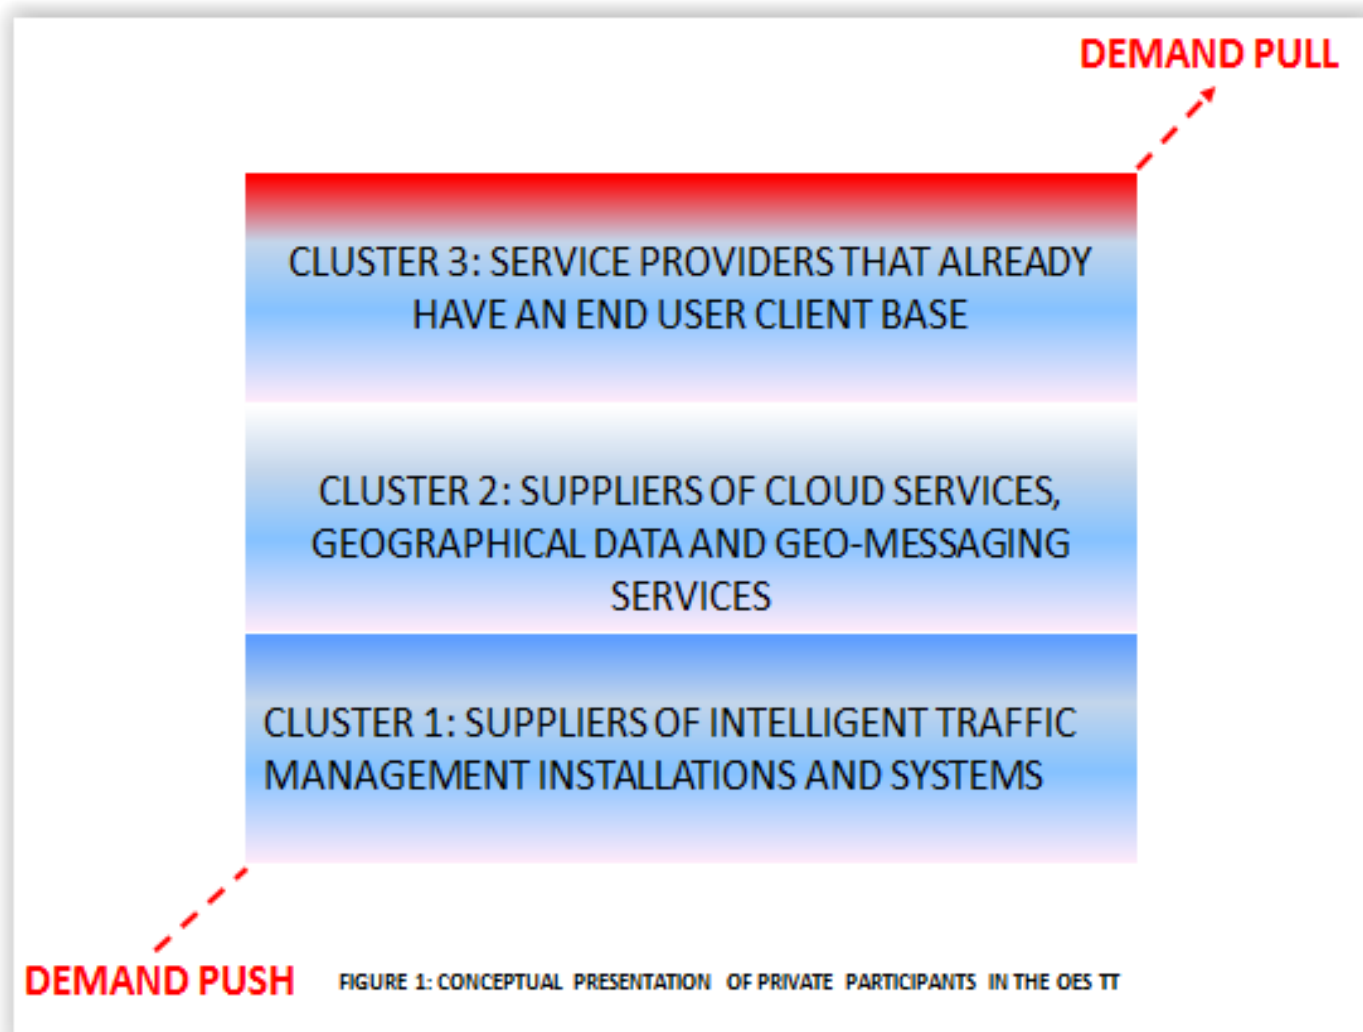 DEMAND PULL
CLUSTER 3: SERVICE PROVIDERS THAT ALREADY
HAVE AN END USER CLIENT BASE
CLUSTER 2: SUPPLIERS OF CLOUD SERVICES,
GEOGRAPHICAL DATA AND GEO-MESSAGING
SERVICES
CLUSTER 1: SUPPLIERS OF INTELLIGENT TRAFFIC
MANAGEMENT INSTALLATIONS AND SYSTEMS
DEMAND PUSH
FIGURE 1: CONCEPTUAL PRESENTATION OF PRIVATE PARTICIPANTS IN THE OES TT